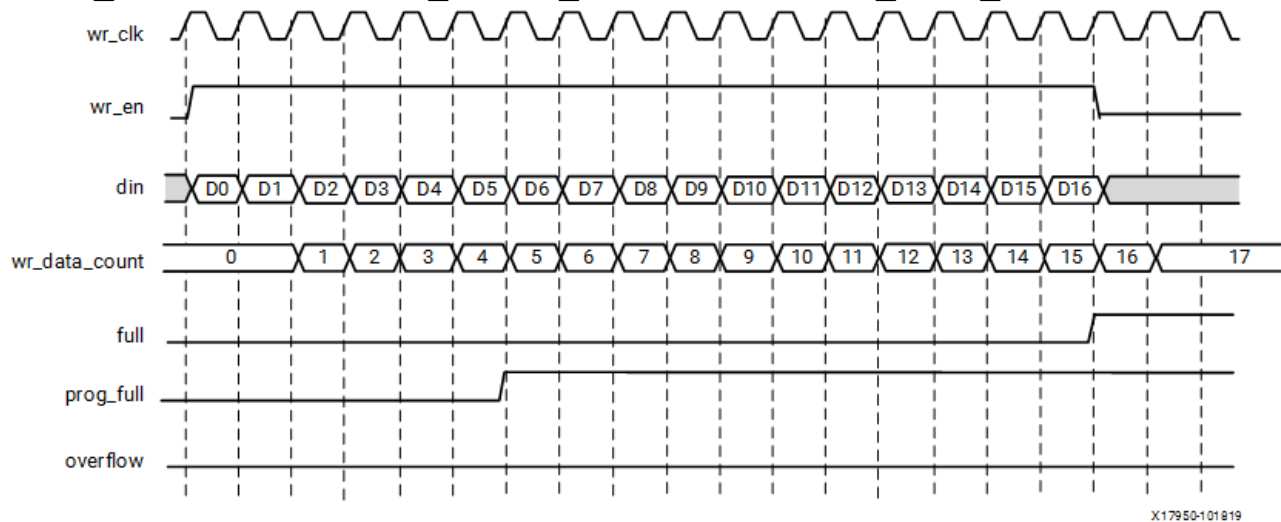 wr_clk
wr_en
din D0 D1 D2 D3 D4 D5 D6 D7 D8 D9 D10 D11 D12 D13 D14 D15 D16
wr_data_count 0 1 2 3 4 5 6 7 8 9 10 11 12 13 14 15 16 17
full
prog_full
overflow
X17950-101819